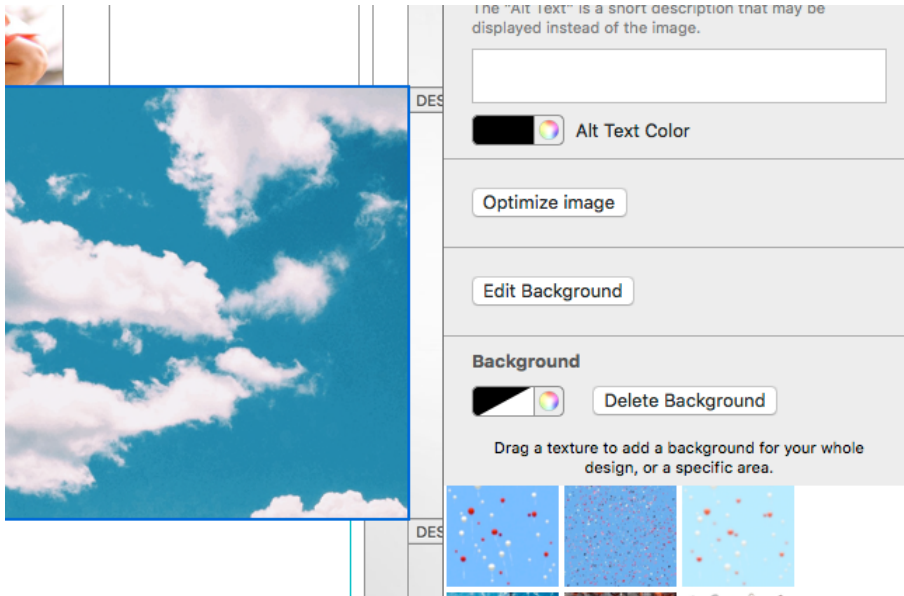 The "Alt Text" is a short description that may be
displayed instead of the image.
DES
Alt Text Color
Optimize image
Edit Background
Background
Delete Background
Drag a texture to add a background for your whole
design, or a specific area.
DES